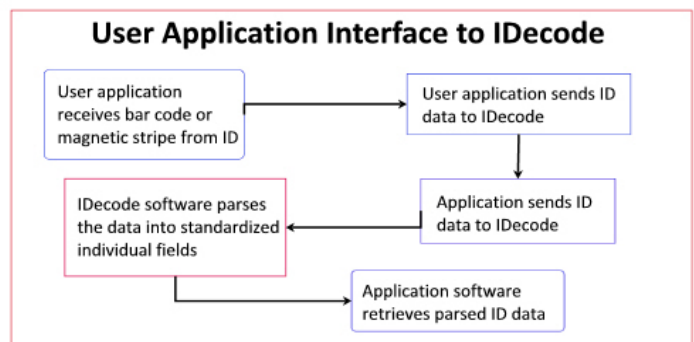 User Application Interface to IDecode
User application
receives bar code or
magnetic stripe from ID
User application sends ID
data to IDecode
Application sends ID
data to IDecode
IDecode software parses
the data into standardized
individual fields
Application software
retrieves parsed ID data